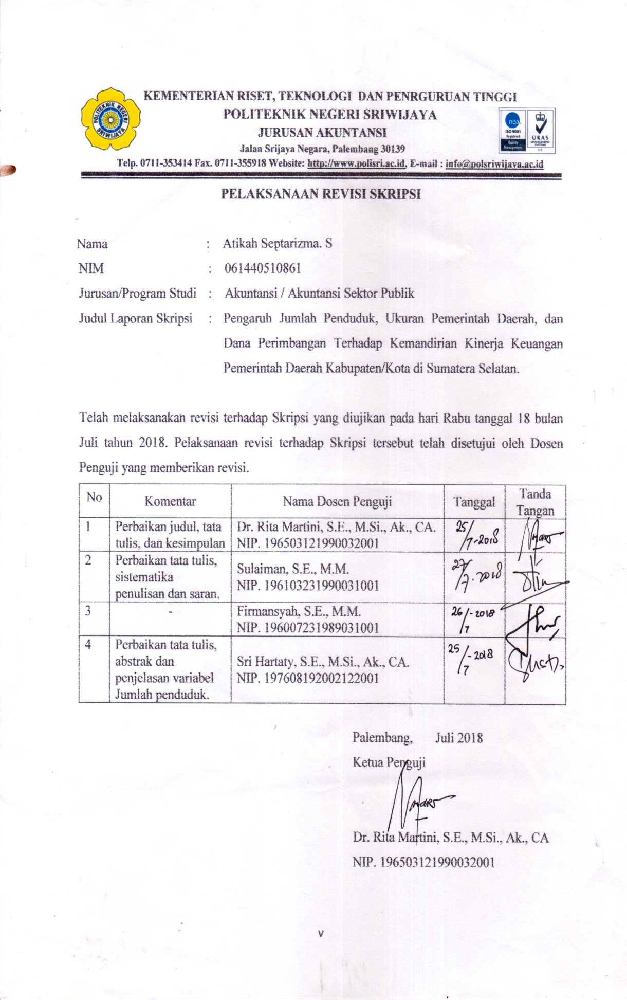 KEMENTERIAN RISET, TEKNOLOGI DAN PENRGURUAN TINGGI
POLITEKNIK NEGERI SRIWIJAYA
JURUSAN AKUNTANSI
Jalan Srijaya Negara, Palembang 30139
Telp. 0711-353414 Fax. 0711-355918 Website: http://www.polisri.ac.id, E-mail : info@polsriwijaya.ac.id
POLITEKNIK NEGERI
SRIWIJAYA
nqa.
ISO 9001
Registered
Quality
Management
UKAS
MANAGEMENT
SYSTEMS
015
PELAKSANAAN REVISI SKRIPSI
Nama : Atikah Septarizma. S
NIM : 061440510861
Jurusan/Program Studi : Akuntansi / Akuntansi Sektor Publik
Judul Laporan Skripsi : Pengaruh Jumlah Penduduk, Ukuran Pemerintah Daerah, dan
Dana Perimbangan Terhadap Kemandirian Kinerja Keuangan
Pemerintah Daerah Kabupaten/Kota di Sumatera Selatan.
Telah melaksanakan revisi terhadap Skripsi yang diujikan pada hari Rabu tanggal 18 bulan
Juli tahun 2018. Pelaksanaan revisi terhadap Skripsi tersebut telah disetujui oleh Dosen
Penguji yang memberikan revisi.
No Komentar Nama Dosen Penguji Tanggal Tanda
Tangan
1 Perbaikan judul, tata Dr. Rita Martini, S.E., M.Si., Ak., CA. 25/
tulis, dan kesimpulan NIP. 196503121990032001 7-2018
2 Perbaikan tata tulis, Sulaiman, S.E., M.M. 27/
sistematika NIP. 196103231990031001 7.2018
penulisan dan saran.
3 - Firmansyah, S.E., M.M. 26/-2018
NIP. 196007231989031001 7
4 Perbaikan tata tulis, 25/-2018
abstrak dan Sri Hartaty, S.E., M.Si., Ak., CA. 7
penjelasan variabel NIP. 197608192002122001
Jumlah penduduk.
Palembang, Juli 2018
Ketua Penguji
Dr. Rita Martini, S.E., M.Si., Ak., CA
NIP. 196503121990032001
v